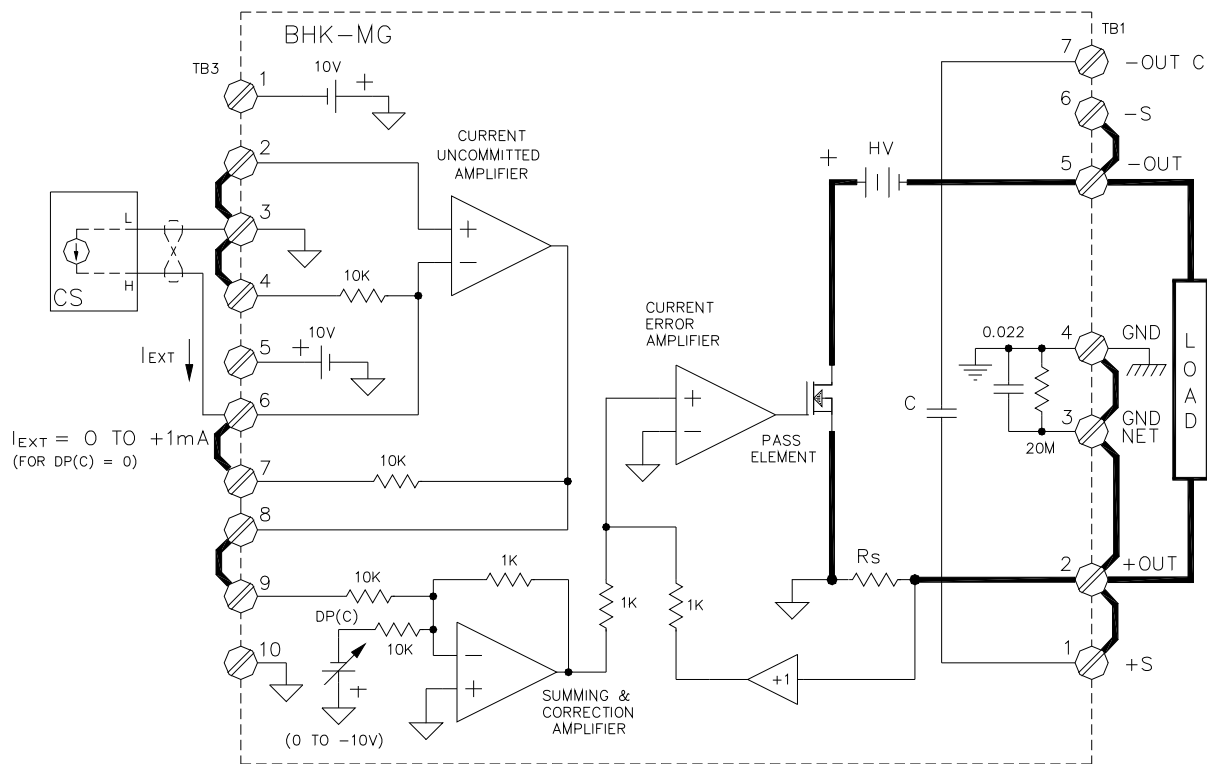 BHK-MG
TB3
TB1
1
10V
+
2
3
4
5
6
7
8
9
10
CURRENT
UNCOMMITTED
AMPLIFIER
+
−
10K
10V
+
10K
L
X
H
CS
IEXT
IEXT = 0 TO +1mA
(FOR DP(C) = 0)
10K
1K
DP(C)
10K
+
(0 TO -10V)
−
+
SUMMING &
CORRECTION
AMPLIFIER
1K
1K
+1
CURRENT
ERROR
AMPLIFIER
+
−
PASS
ELEMENT
+
HV
Rs
C
0.022
20M
7
-OUT C
6
-S
5
-OUT
4
GND
3
GND
NET
2
+OUT
1
+S
LOAD